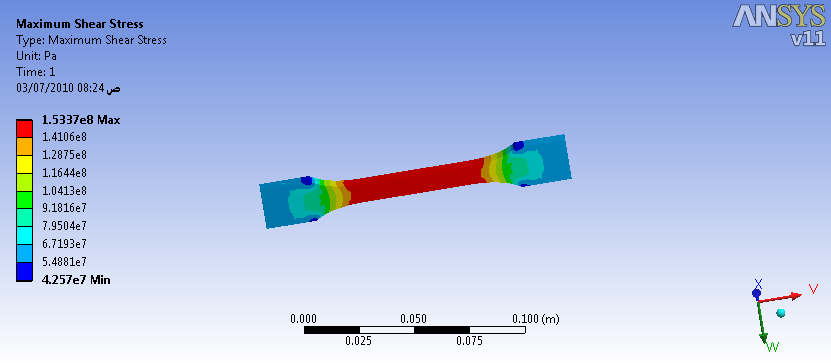 Maximum Shear Stress
Type: Maximum Shear Stress
Unit: Pa
Time: 1
03/07/2010 08:24 ص
ANSYS
v11
1.5337e8 Max
1.4106e8
1.2875e8
1.1644e8
1.0413e8
9.1816e7
7.9504e7
6.7193e7
5.4881e7
4.257e7 Min
0.000 0.050 0.100 (m)
0.025 0.075
X
V
W